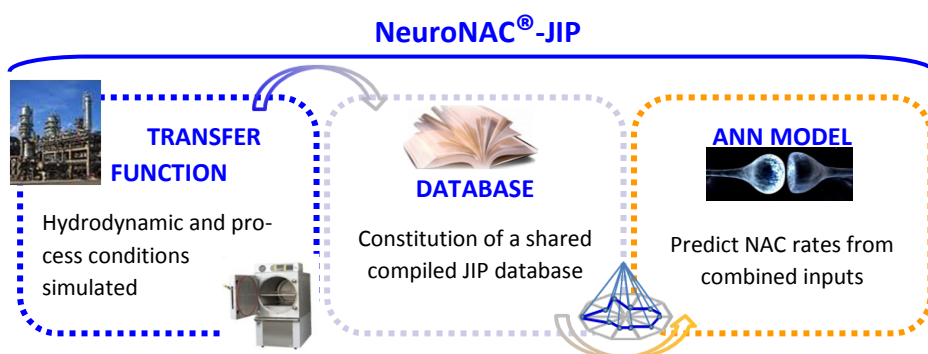 NeuroNAC®-JIP
TRANSFER
FUNCTION
Hydrodynamic and pro-
cess conditions
simulated
DATABASE
Constitution of a shared
compiled JIP database
ANN MODEL
Predict NAC rates from
combined inputs